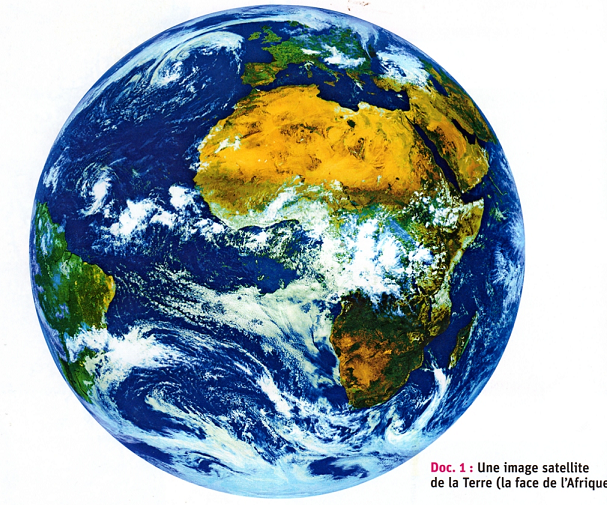 Doc. 1 : Une image satellite
de la Terre (la face de l'Afrique